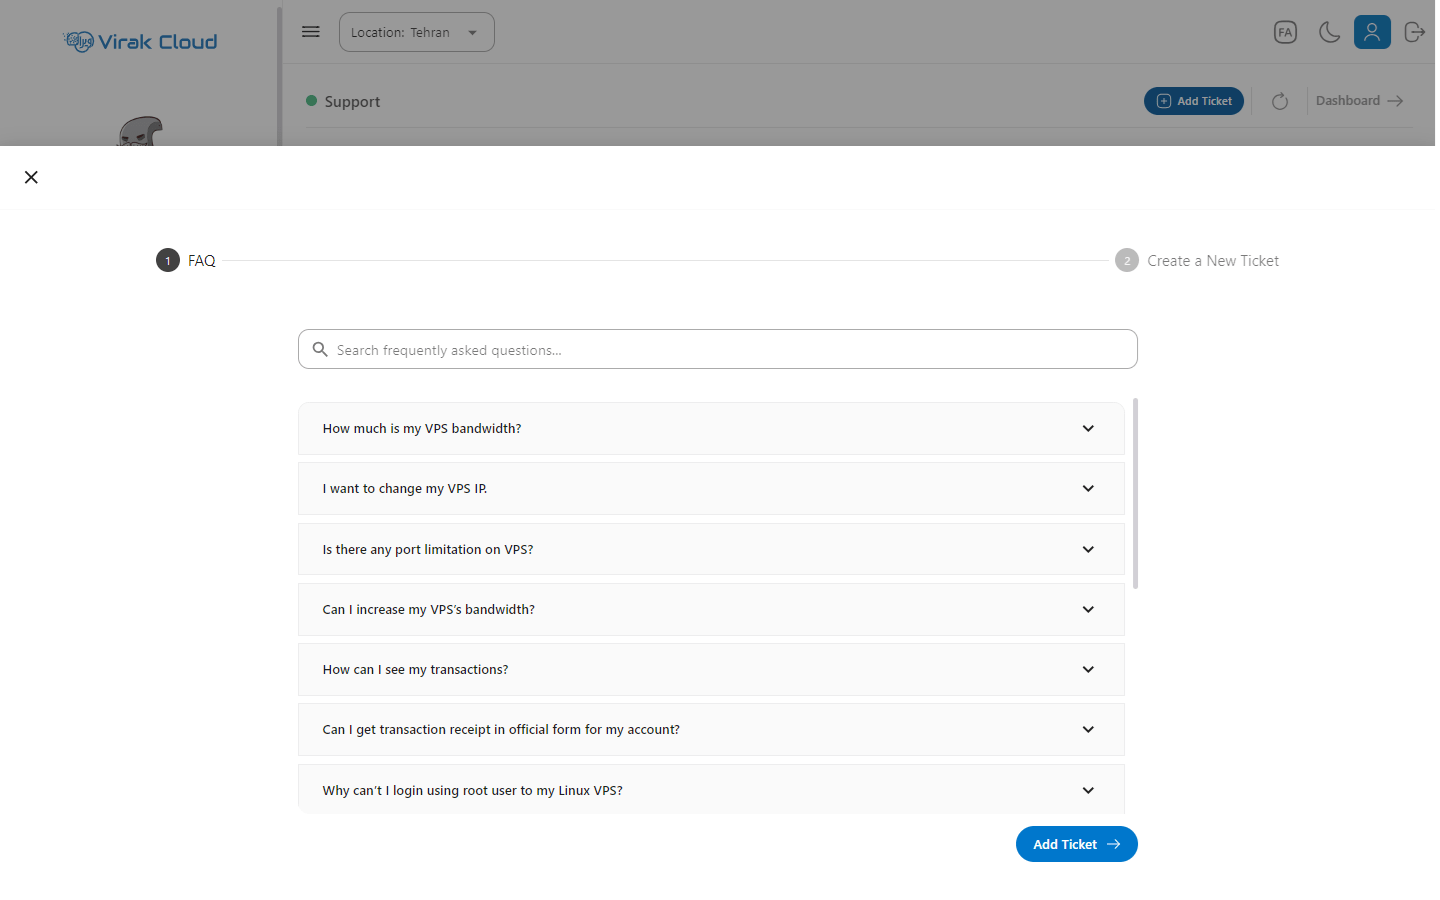 Virak Cloud
Location: Tehran
FA
Support
Add Ticket
Dashboard
1 FAQ
2 Create a New Ticket
Search frequently asked questions...
How much is my VPS bandwidth?
I want to change my VPS IP.
Is there any port limitation on VPS?
Can I increase my VPS's bandwidth?
How can I see my transactions?
Can I get transaction receipt in official form for my account?
Why can't I login using root user to my Linux VPS?
Add Ticket